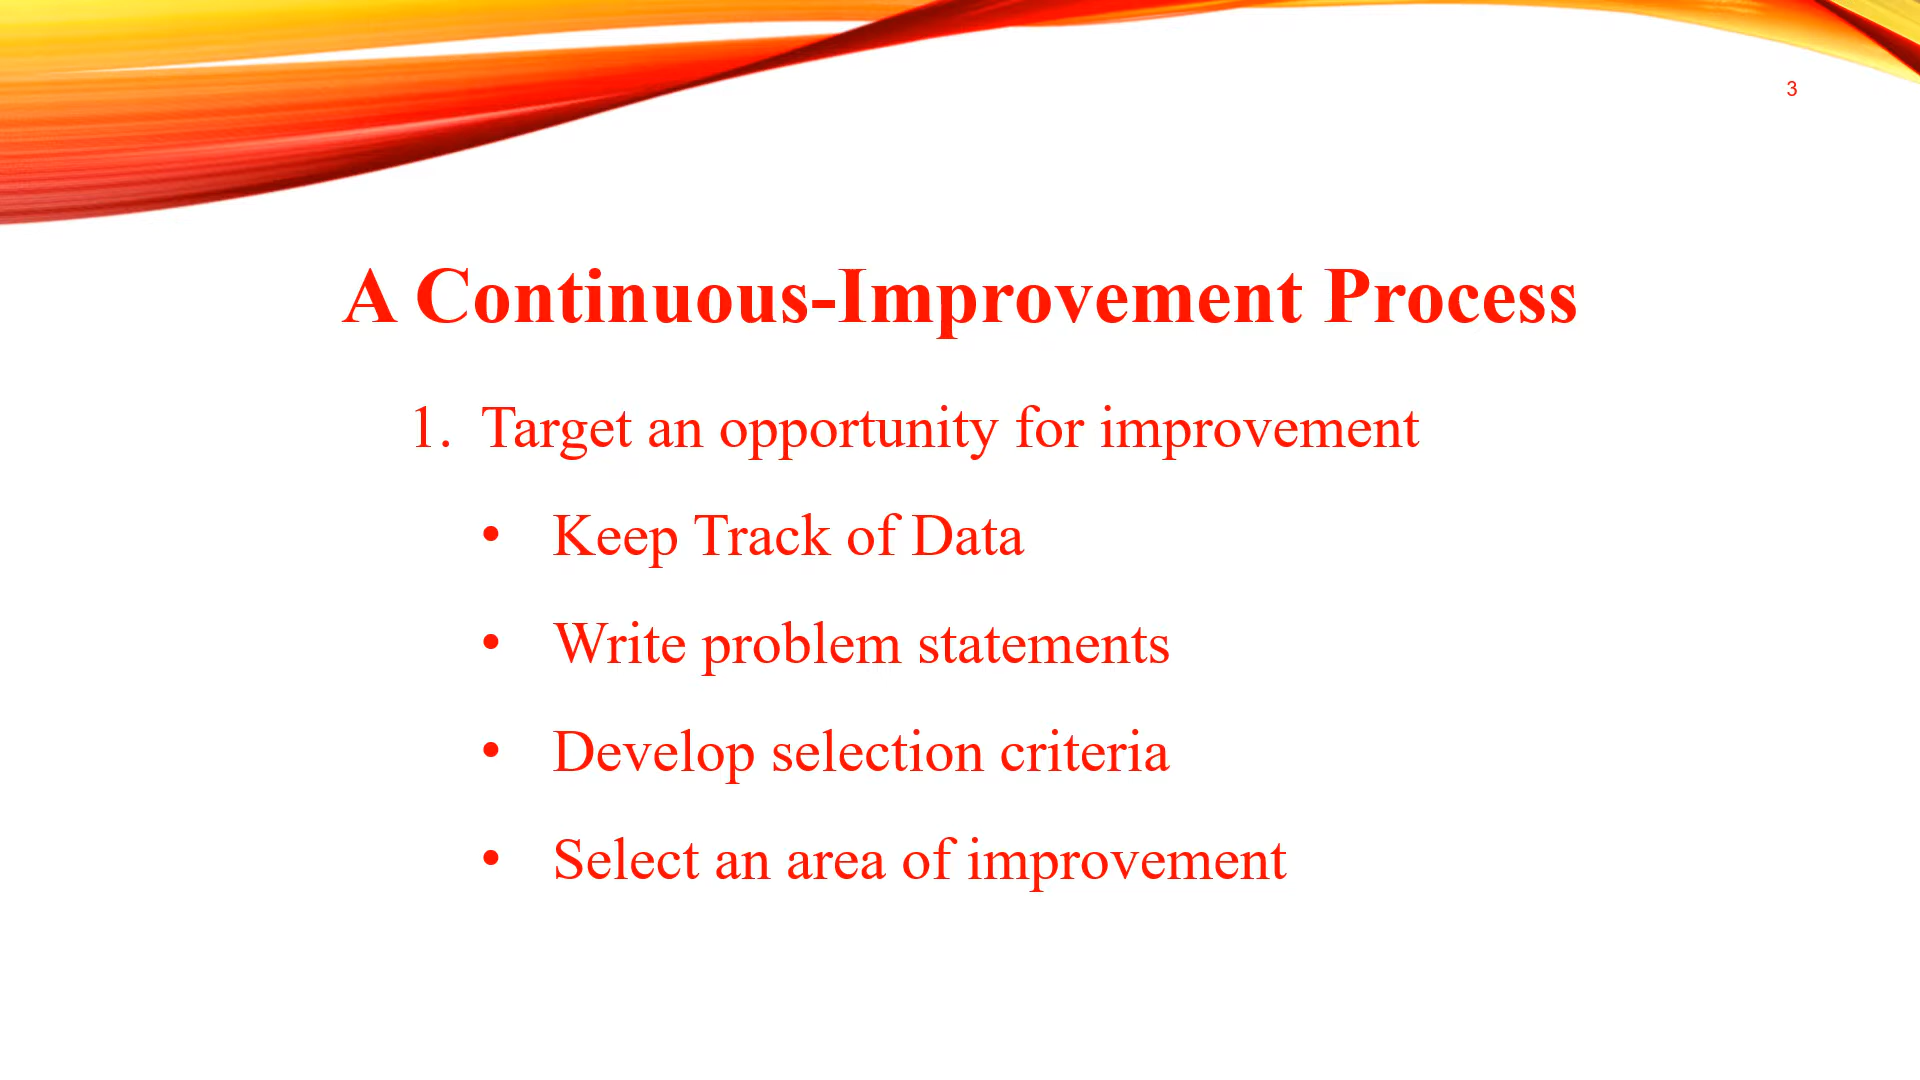 3
A Continuous-Improvement Process
1. Target an opportunity for improvement
• Keep Track of Data
• Write problem statements
• Develop selection criteria
• Select an area of improvement